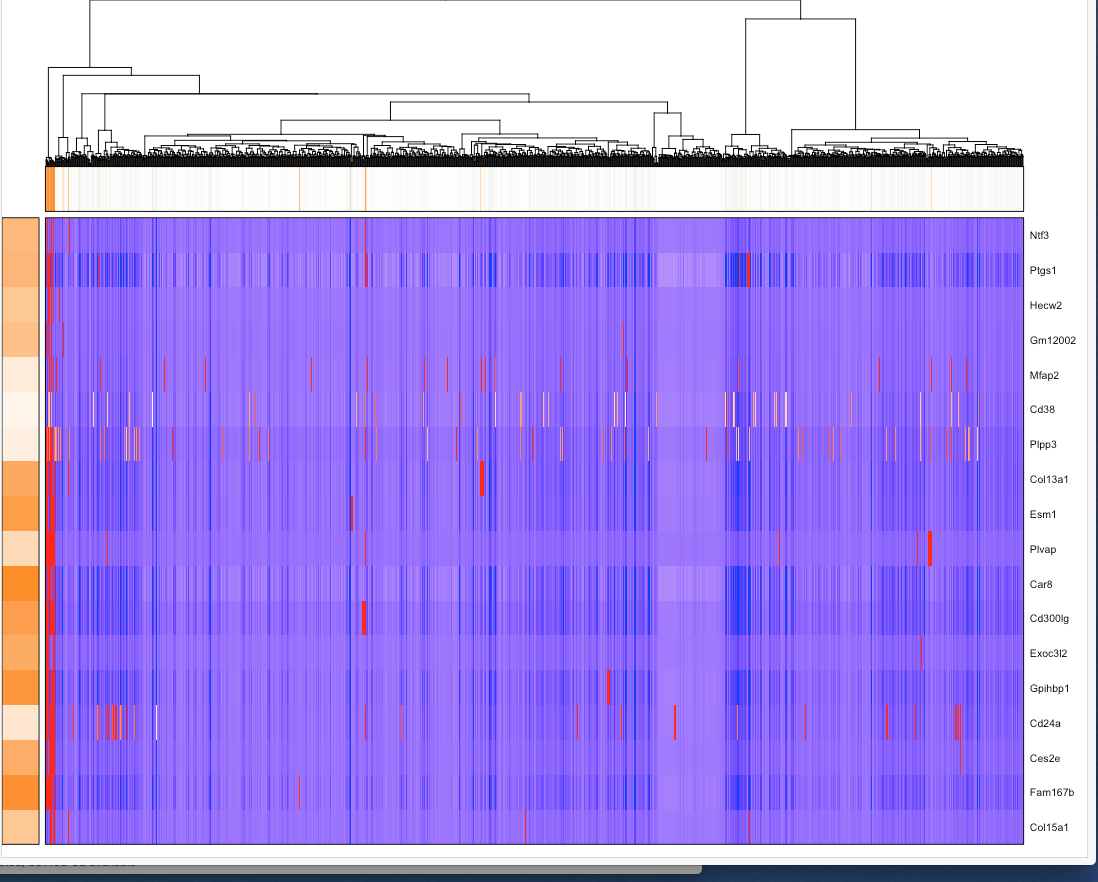 Ntf3
Ptgs1
Hecw2
Gm12002
Mfap2
Cd38
Plpp3
Col13a1
Esm1
Plvap
Car8
Cd300lg
Exoc3l2
Gpihbp1
Cd24a
Ces2e
Fam167b
Col15a1